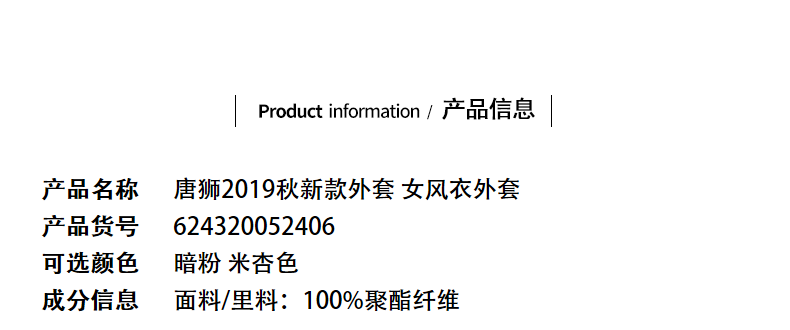 Product information / 产品信息
产品名称 唐狮2019秋新款外套 女风衣外套
产品货号 624320052406
可选颜色 暗粉 米杏色
成分信息 面料/里料：100%聚酯纤维